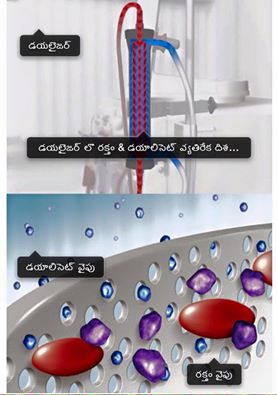 డయలైజర్
డయలైజర్ లొ రక్తం & డయాలిసెట్ వ్యతిరేక దిశ...
డయాలిసెట్ వైపు
రక్తం వైపు